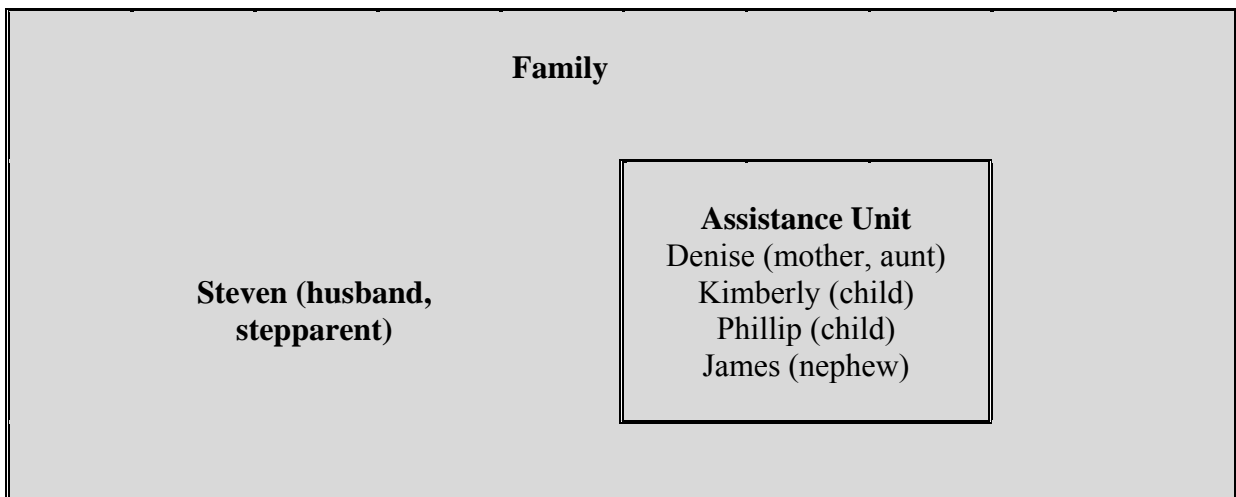 Family
Assistance Unit
Denise (mother, aunt)
Kimberly (child)
Phillip (child)
James (nephew)
Steven (husband,
stepparent)